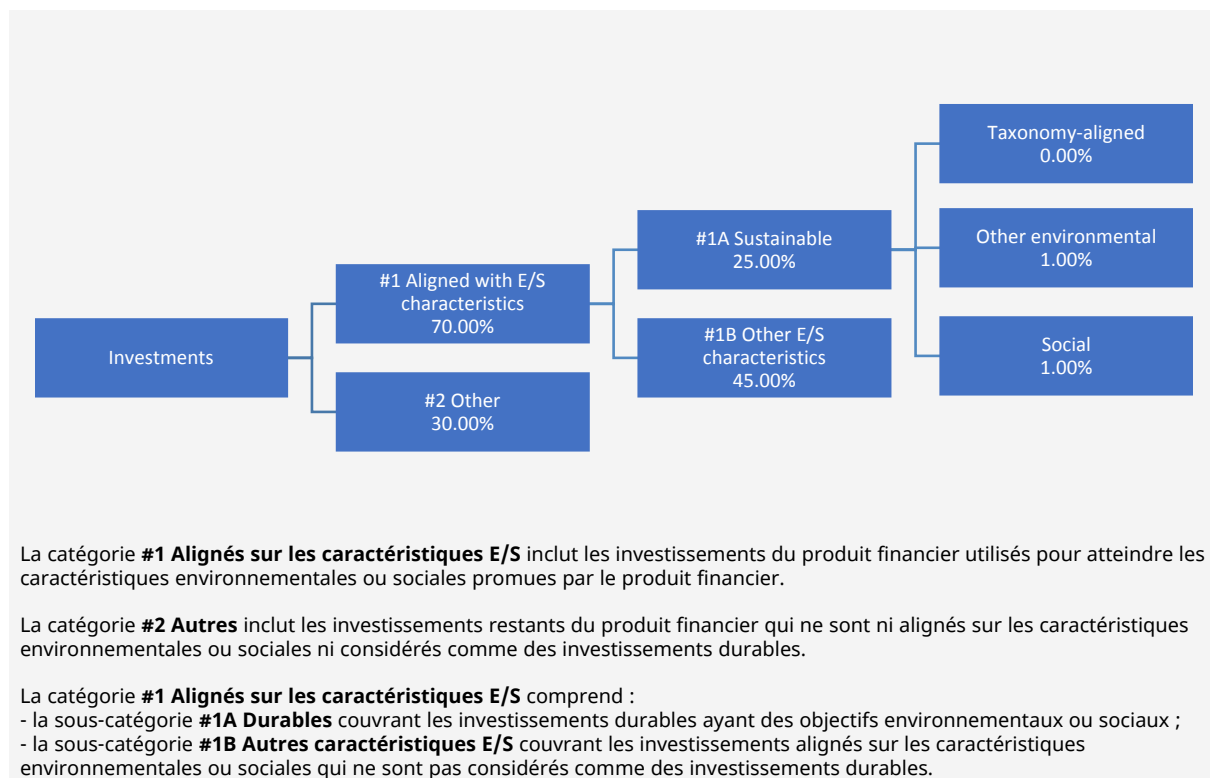 Investments
#1 Aligned with E/S
characteristics
70.00%
#2 Other
30.00%
#1A Sustainable
25.00%
#1B Other E/S
characteristics
45.00%
Taxonomy-aligned
0.00%
Other environmental
1.00%
Social
1.00%
La catégorie #1 Alignés sur les caractéristiques E/S inclut les investissements du produit financier utilisés pour atteindre les
caractéristiques environnementales ou sociales promues par le produit financier.
La catégorie #2 Autres inclut les investissements restants du produit financier qui ne sont ni alignés sur les caractéristiques
environnementales ou sociales ni considérés comme des investissements durables.
La catégorie #1 Alignés sur les caractéristiques E/S comprend :
- la sous-catégorie #1A Durables couvrant les investissements durables ayant des objectifs environnementaux ou sociaux ;
- la sous-catégorie #1B Autres caractéristiques E/S couvrant les investissements alignés sur les caractéristiques
environnementales ou sociales qui ne sont pas considérés comme des investissements durables.